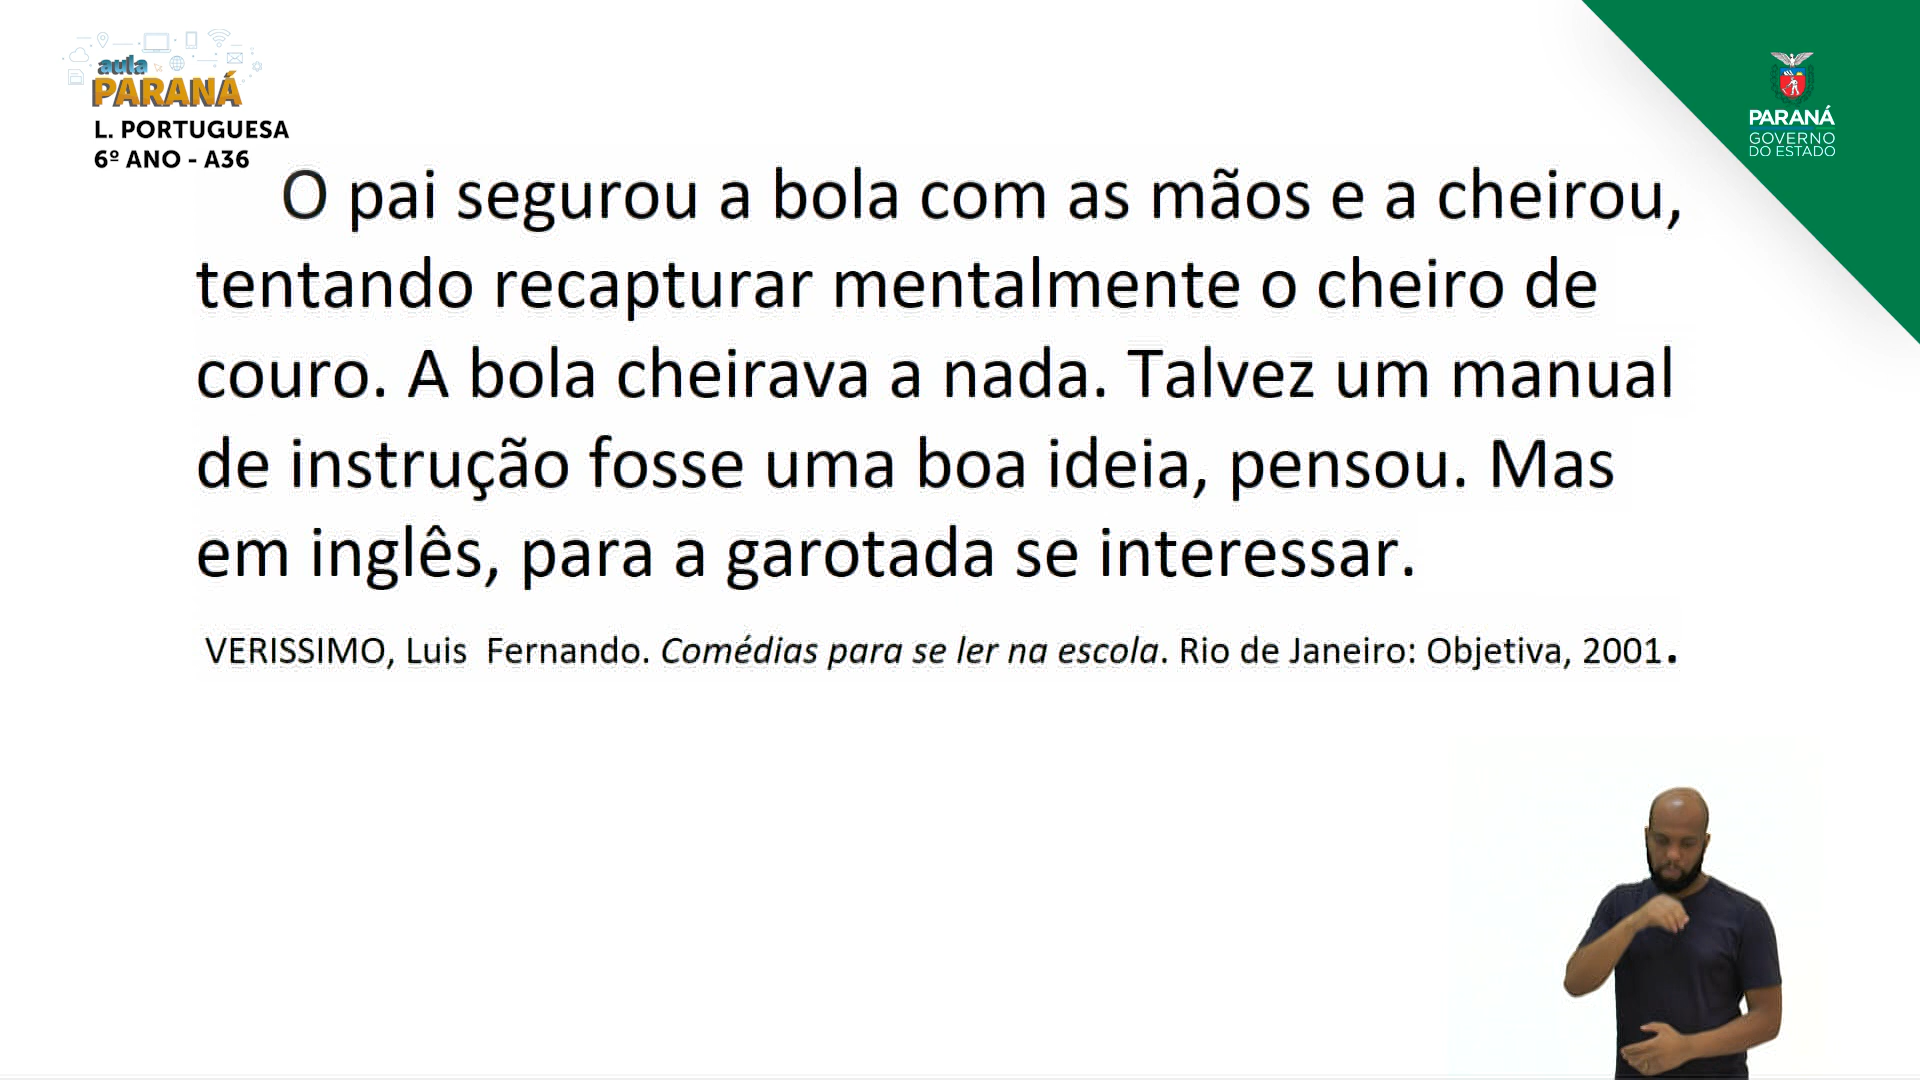 aula
PARANÁ
L. PORTUGUESA
6º ANO - A36
PARANÁ
GOVERNO
DO ESTADO
O pai segurou a bola com as mãos e a cheirou,
tentando recapturar mentalmente o cheiro de
couro. A bola cheirava a nada. Talvez um manual
de instrução fosse uma boa ideia, pensou. Mas
em inglês, para a garotada se interessar.
VERISSIMO, Luis Fernando. Comédias para se ler na escola. Rio de Janeiro: Objetiva, 2001.